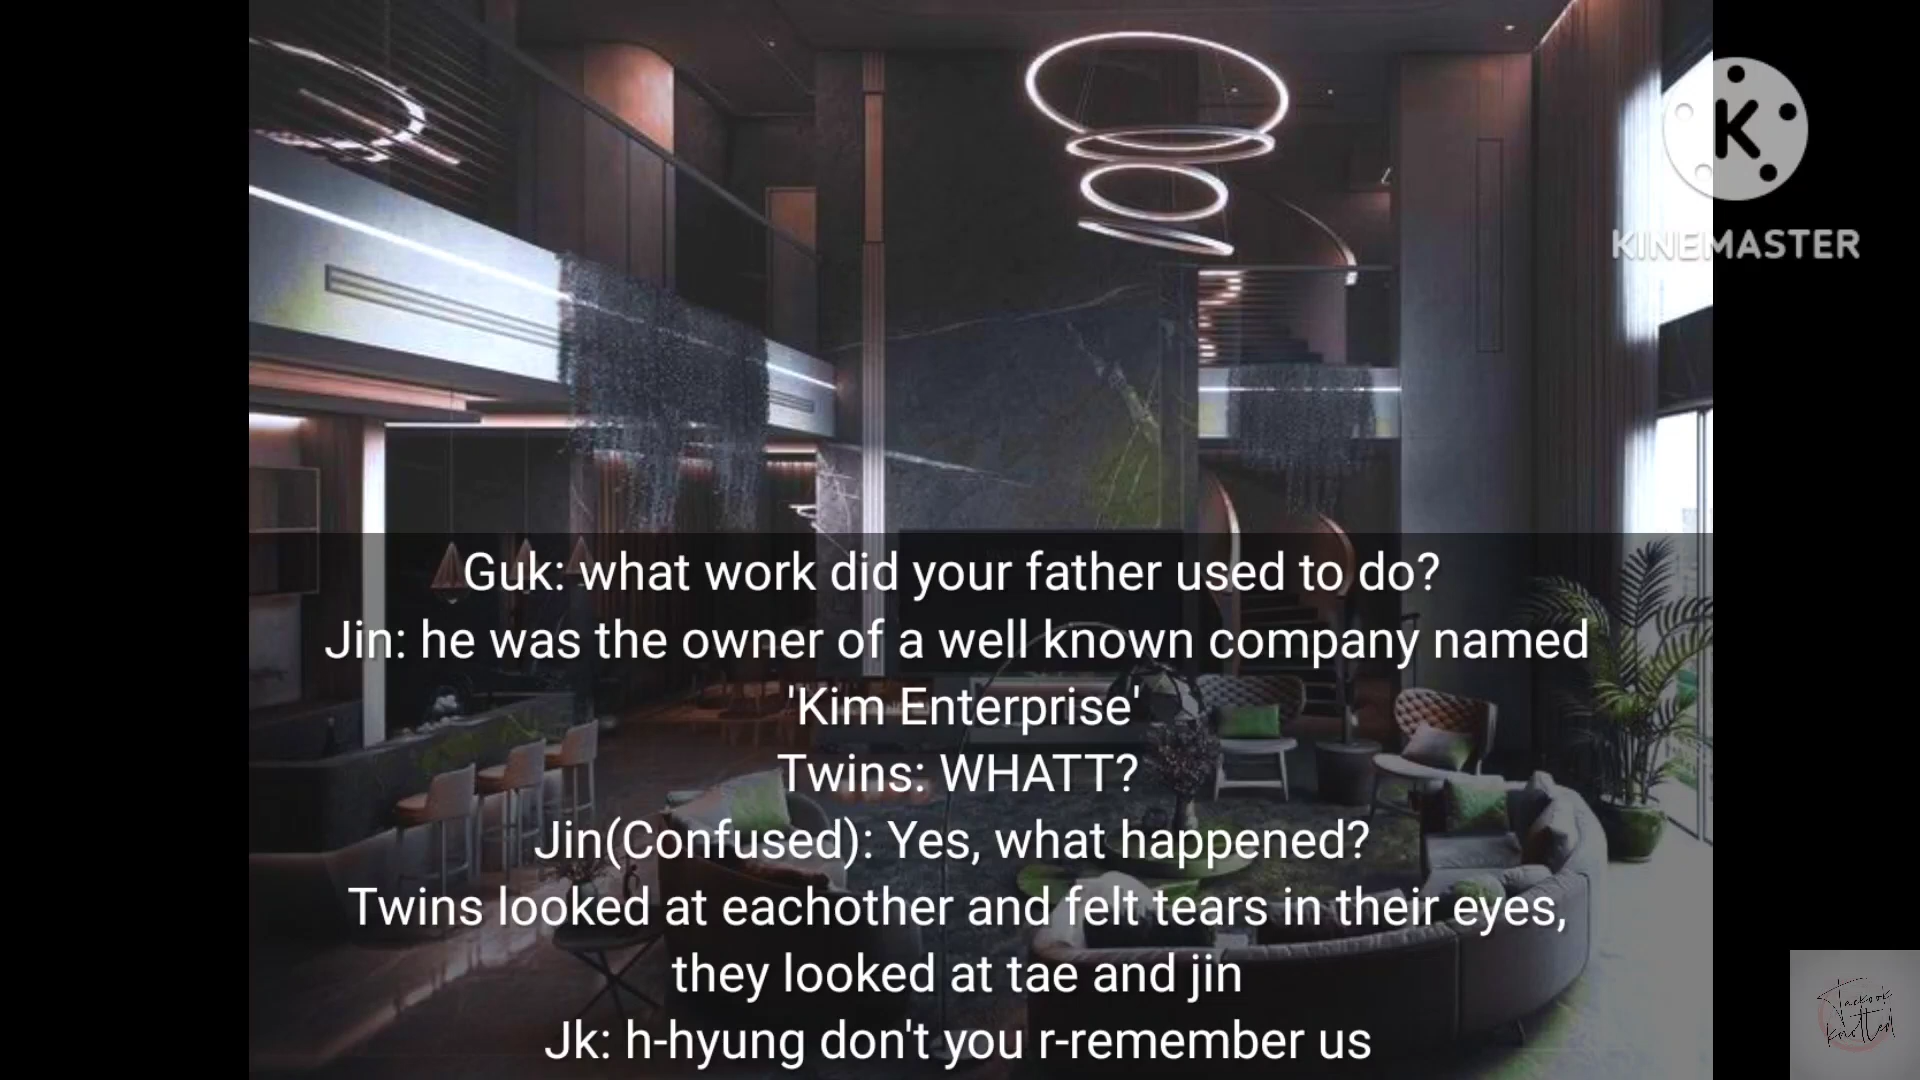 KINEMASTER
Guk: what work did your father used to do?
Jin: he was the owner of a well known company named
'Kim Enterprise'
Twins: WHATT?
Jin(Confused): Yes, what happened?
Twins looked at eachother and felt tears in their eyes,
they looked at tae and jin
Jk: h-hyung don't you r-remember us